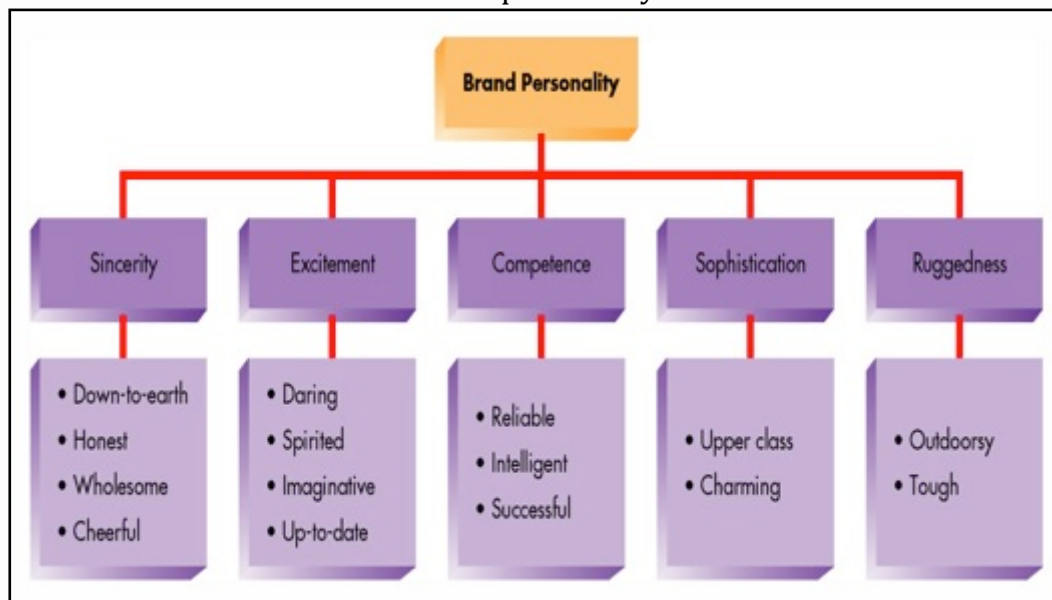 Brand Personality
Sincerity
Excitement
Competence
Sophistication
Ruggedness
• Down-to-earth
• Honest
• Wholesome
• Cheerful
• Daring
• Spirited
• Imaginative
• Up-to-date
• Reliable
• Intelligent
• Successful
• Upper class
• Charming
• Outdoorsy
• Tough